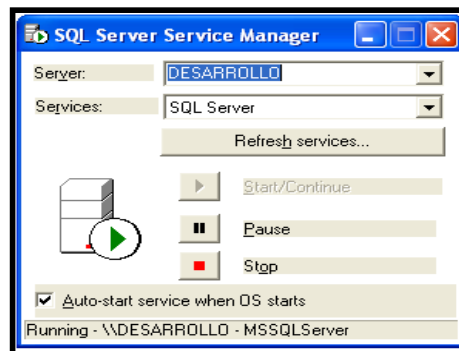 SQL Server Service Manager
Server: DESARROLLO
Services: SQL Server
Refresh services...
Start/Continue
Pause
Stop
Auto-start service when OS starts
Running - \\DESARROLLO - MSSQLServer